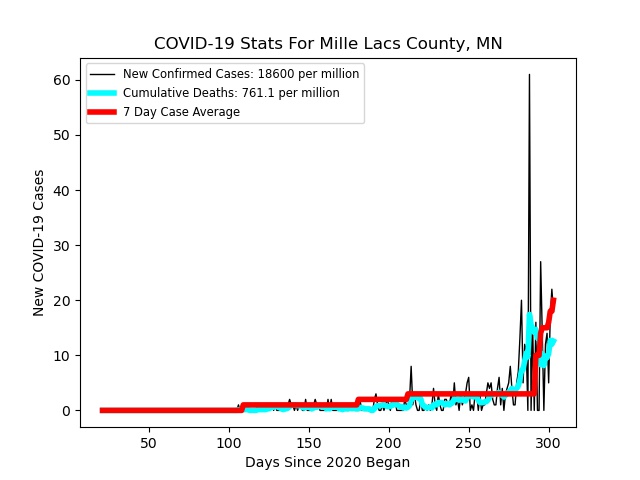 COVID-19 Stats For Mille Lacs County, MN
New Confirmed Cases: 18600 per million
Cumulative Deaths: 761.1 per million
7 Day Case Average
New COVID-19 Cases
60
50
40
30
20
10
0
50 100 150 200 250 300
Days Since 2020 Began